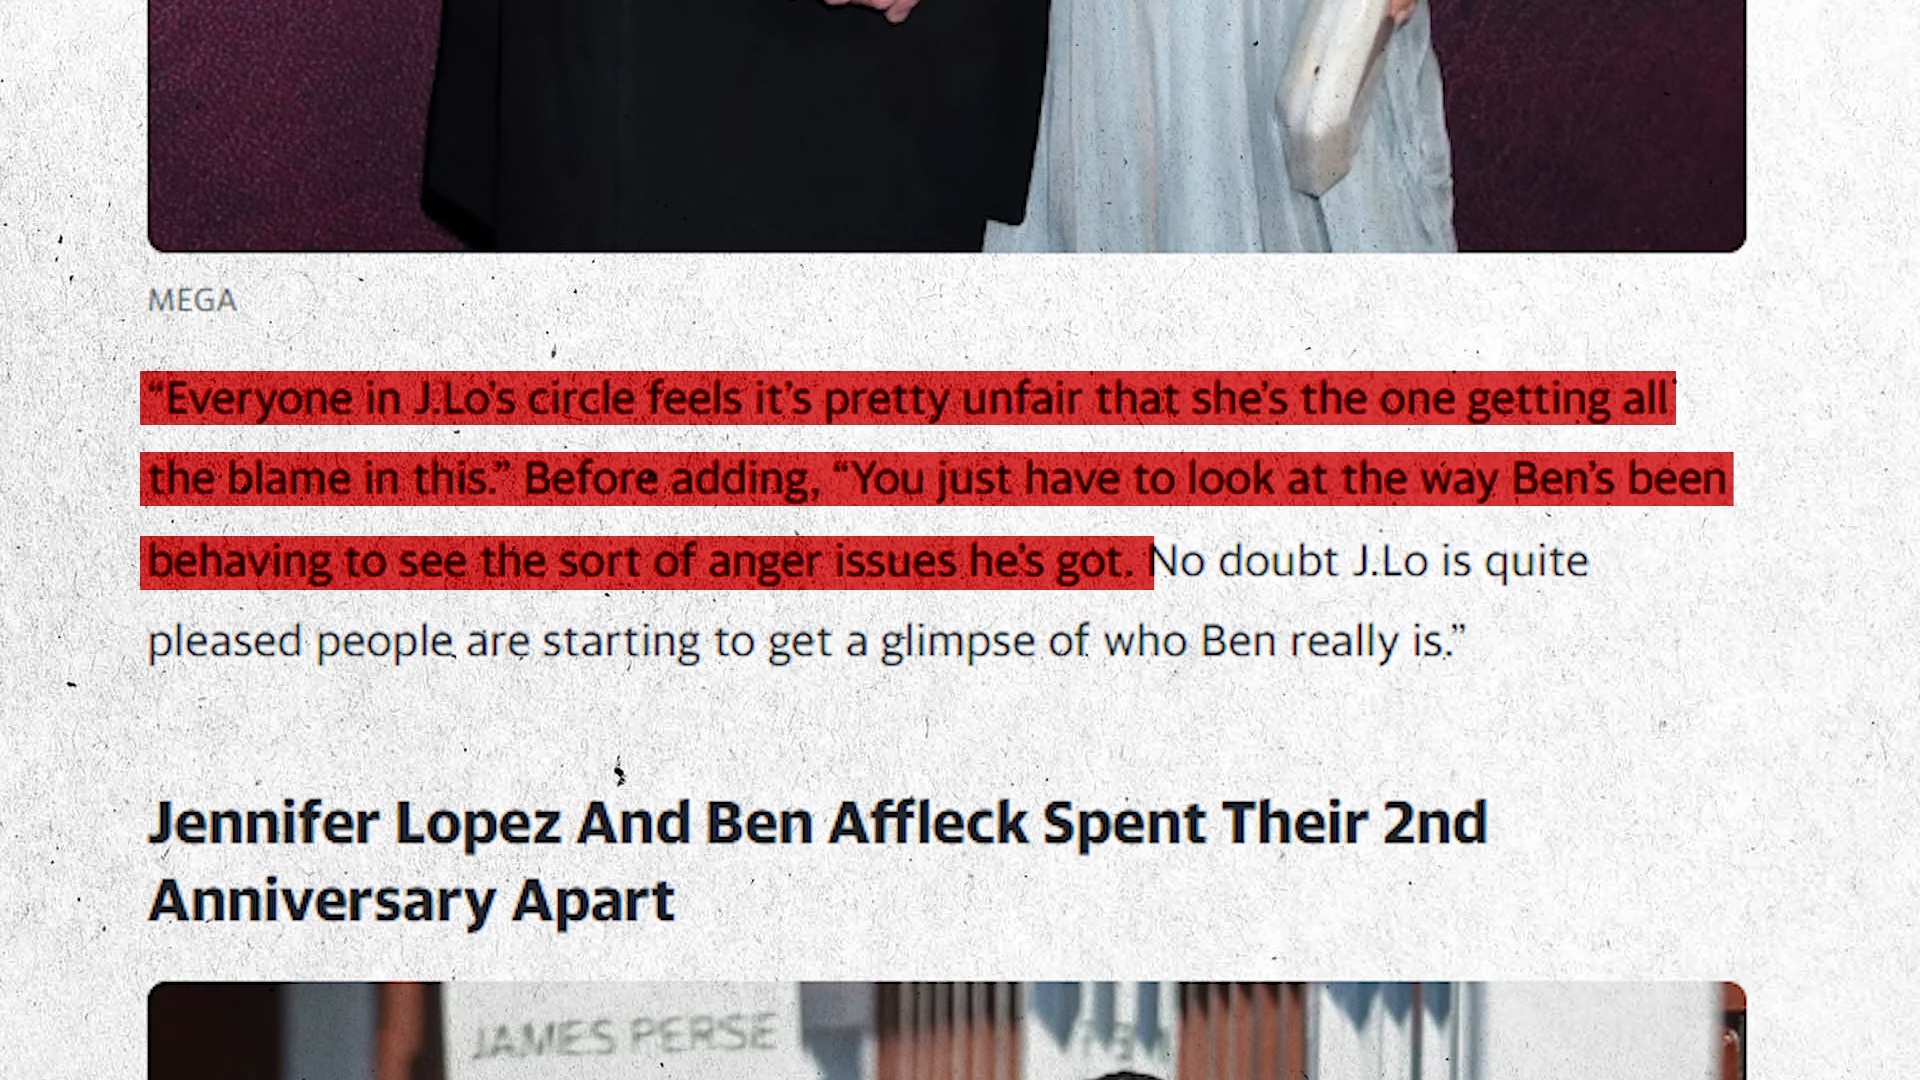 MEGA
“Everyone in J.Lo’s circle feels it’s pretty unfair that she’s the one getting all
the blame in this.” Before adding, “You just have to look at the way Ben’s been
behaving to see the sort of anger issues he’s got. No doubt J.Lo is quite
pleased people are starting to get a glimpse of who Ben really is.”
Jennifer Lopez And Ben Affleck Spent Their 2nd
Anniversary Apart
JAMES PERSE